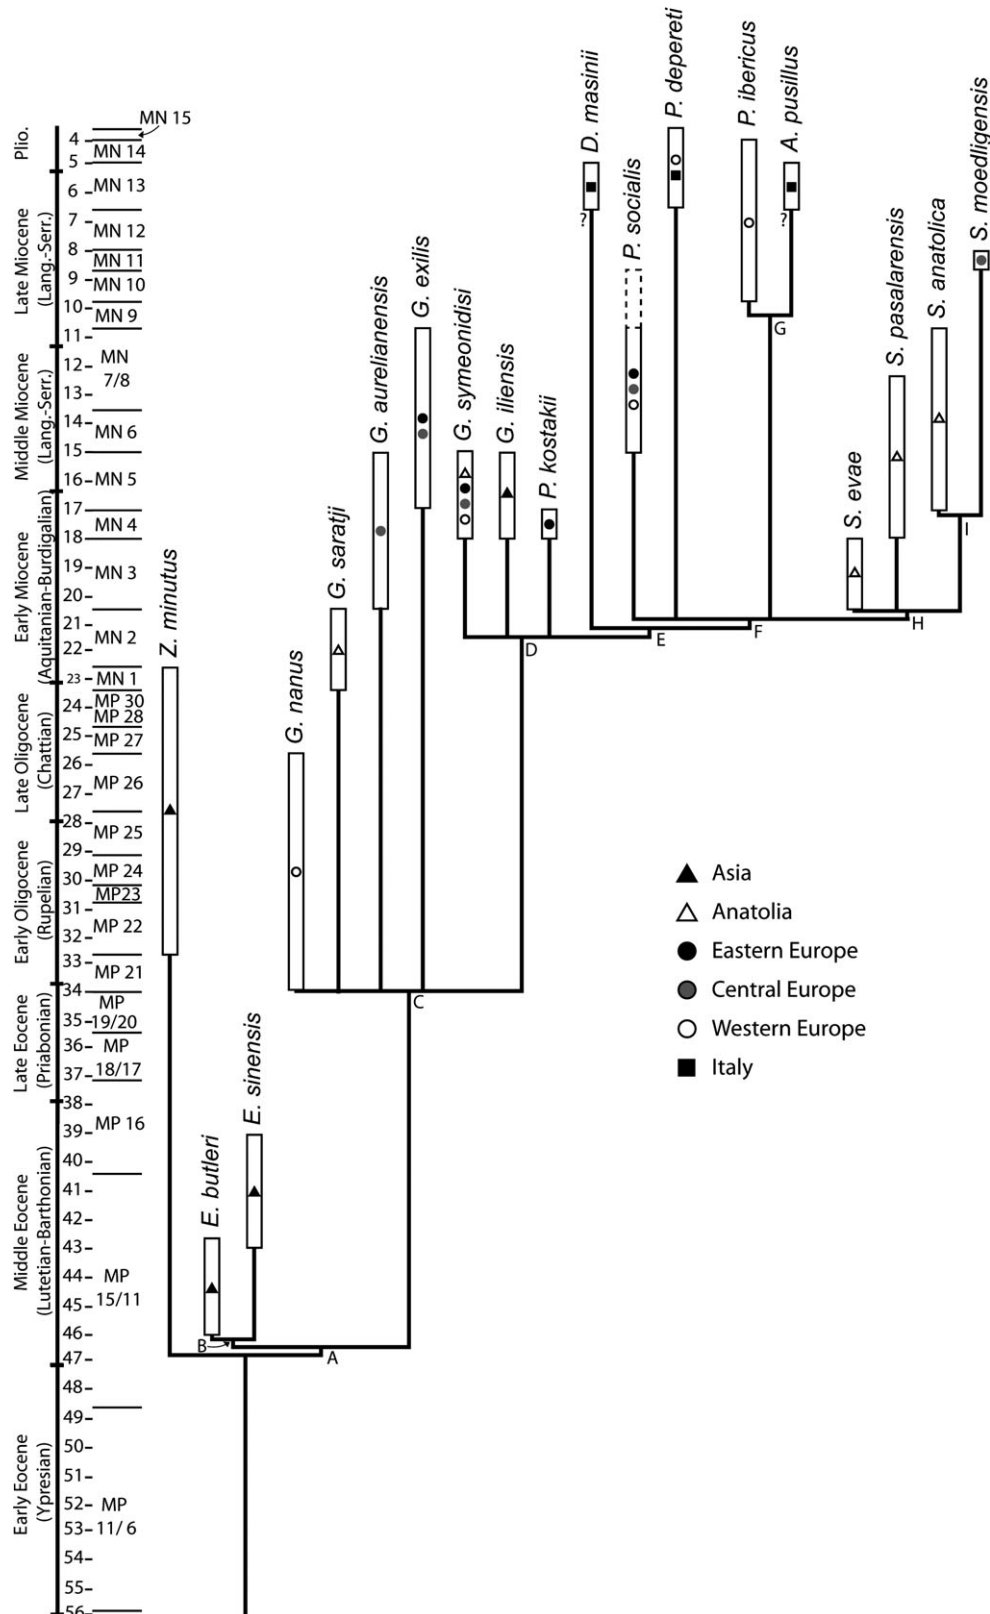 Plio.
Late Miocene
(Lang.-Serr.)
Middle Miocene
(Lang.-Serr.)
Early Miocene
(Aquitanian-Burdigalian)
Late Oligocene
(Chattian)
Early Oligocene
(Rupelian)
Late Eocene
(Priabonian)
Middle Eocene
(Lutetian-Barthonian)
Early Eocene
(Ypresian)
4
5
6
7
8
9
10
11
12
13
14
15
16
17
18
19
20
21
22
23
24
25
26
27
28
29
30
31
32
33
34
35
36
37
38
39
40
41
42
43
44
45
46
47
48
49
50
51
52
53
54
55
56
MN 15
MN 14
MN 13
MN 12
MN 11
MN 10
MN 9
MN
7/8
MN 6
MN 5
MN 4
MN 3
MN 2
MN 1
MP 30
MP 28
MP 27
MP 26
MP 25
MP 24
MP23
MP 22
MP 21
MP
19/20
MP
18/17
MP 16
MP
15/11
MP
11/ 6
Z. minutus
E. butleri
E. sinensis
G. nanus
G. saratji
G. aurelianensis
G. exilis
G. symeonidisi
G. iliensis
P. kostakii
D. masinii
P. socialis
P. depereti
P. ibericus
A. pusillus
S. evae
S. pasalarensis
S. anatolica
S. moedligensis
?
?
A
B
C
D
E
F
G
H
I
Asia
Anatolia
Eastern Europe
Central Europe
Western Europe
Italy